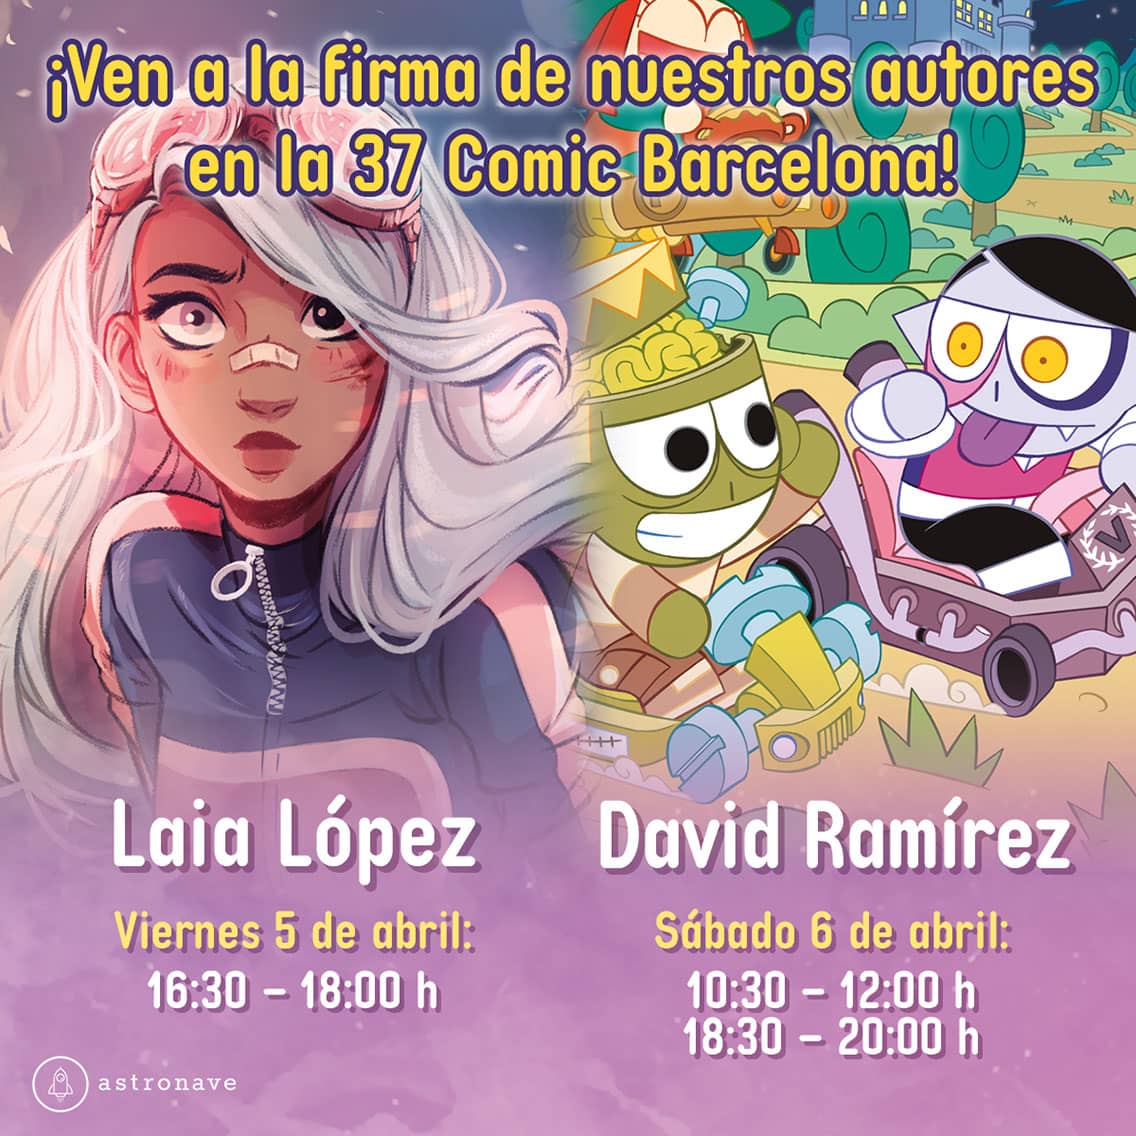 ¡Ven a la firma de nuestros autores
en la 37 Comic Barcelona!
V
Laia López
Viernes 5 de abril:
16:30 – 18:00 h
David Ramírez
Sábado 6 de abril:
10:30 – 12:00 h
18:30 – 20:00 h
astronave